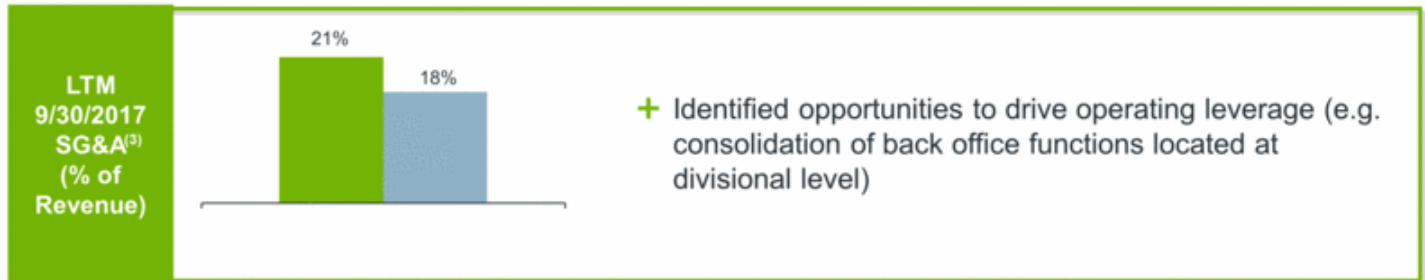 LTM
9/30/2017
SG&A(3)
(% of
Revenue)
21%
18%
+ Identified opportunities to drive operating leverage (e.g.
consolidation of back office functions located at
divisional level)